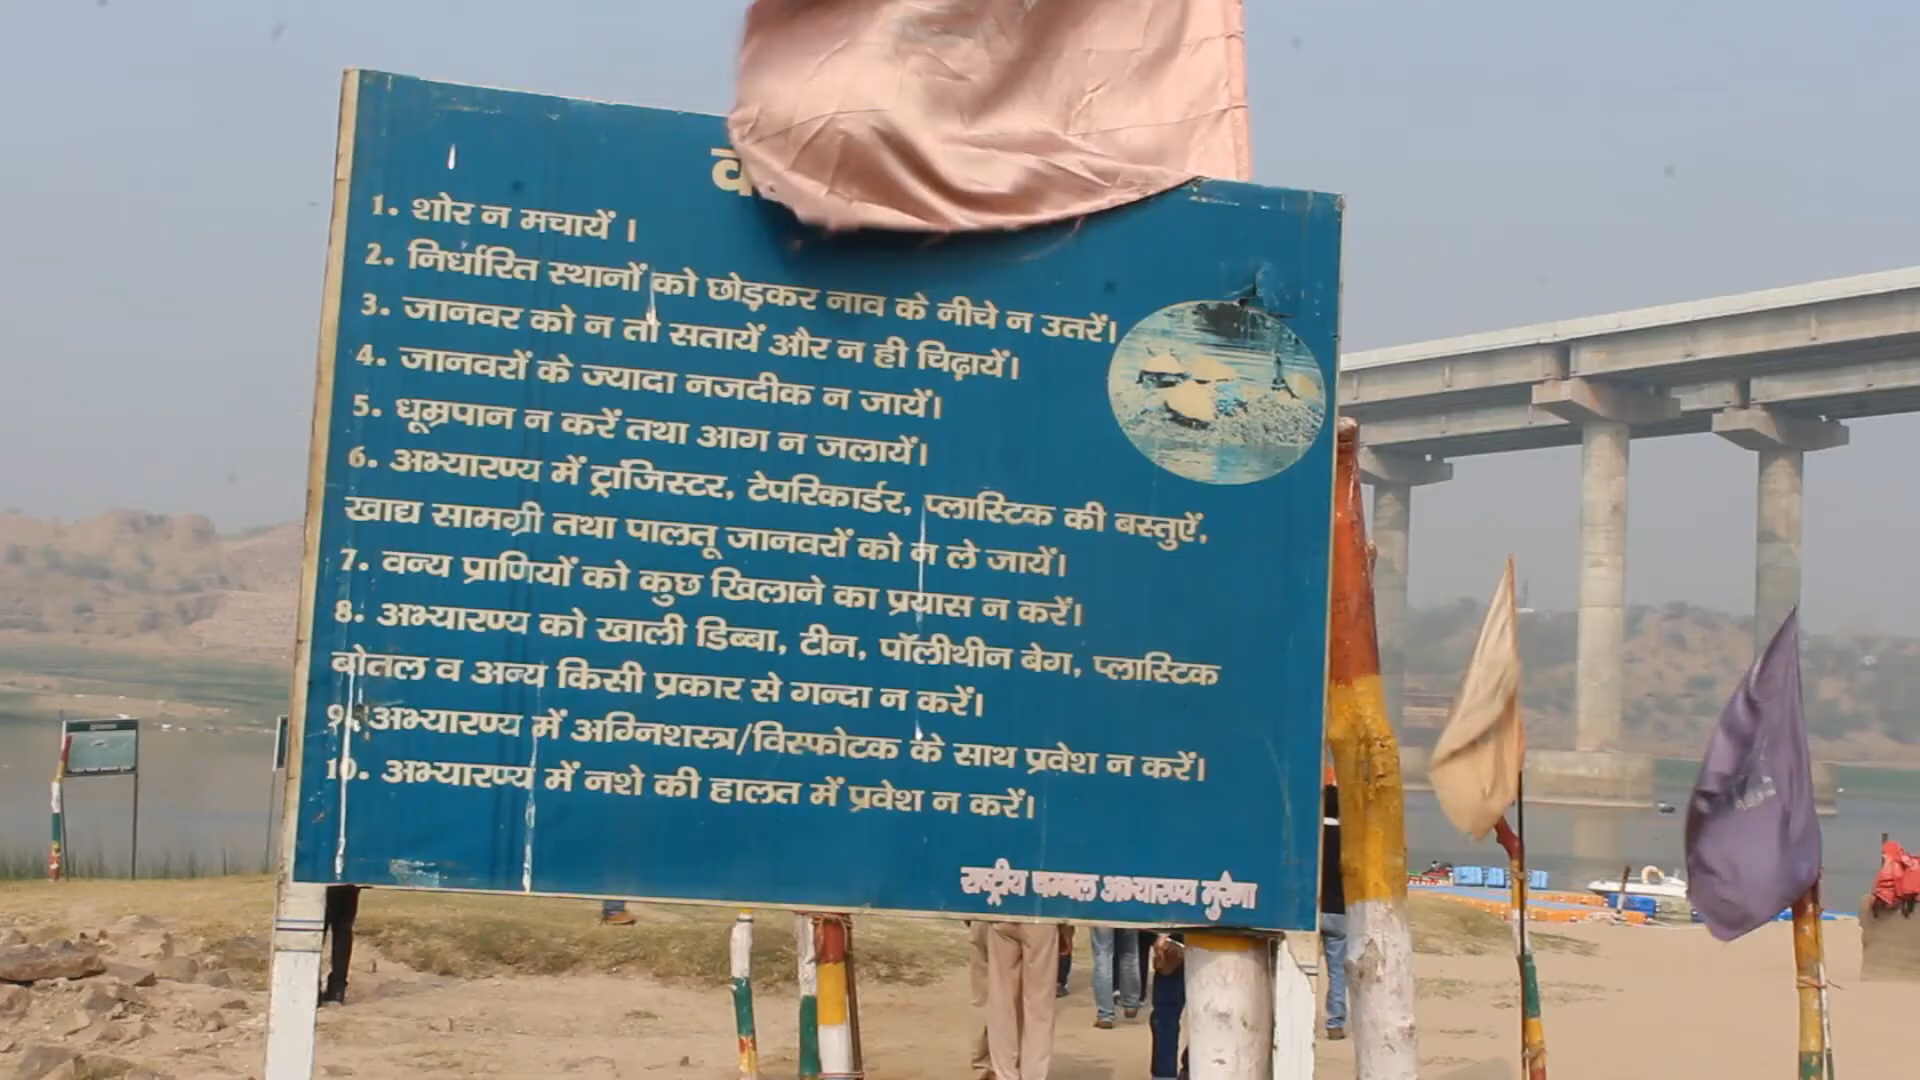 1. शोर न मचायें ।
2. निर्धारित स्थानों को छोड़कर नाव के नीचे न उतरें।
3. जानवर को न तो सतायें और न ही चिढ़ायें।
4. जानवरों के ज्यादा नजदीक न जायें।
5. धूम्रपान न करें तथा आग न जलायें।
6. अभ्यारण्य में ट्रांजिस्टर, टेपरिकार्डर, प्लास्टिक की बस्तुऐं,
खाद्य सामग्री तथा पालतू जानवरों को न ले जायें।
7. वन्य प्राणियों को कुछ खिलाने का प्रयास न करें।
8. अभ्यारण्य को खाली डिब्बा, टीन, पॉलीथीन बेग, प्लास्टिक
बोतल व अन्य किसी प्रकार से गन्दा न करें।
अभ्यारण्य में अग्निशस्त्र/विस्फोटक के साथ प्रवेश न करें।
10. अभ्यारण्य में नशे की हालत में प्रवेश न करें।
राष्ट्रीय चम्बल अभ्यारण्य मुरैना